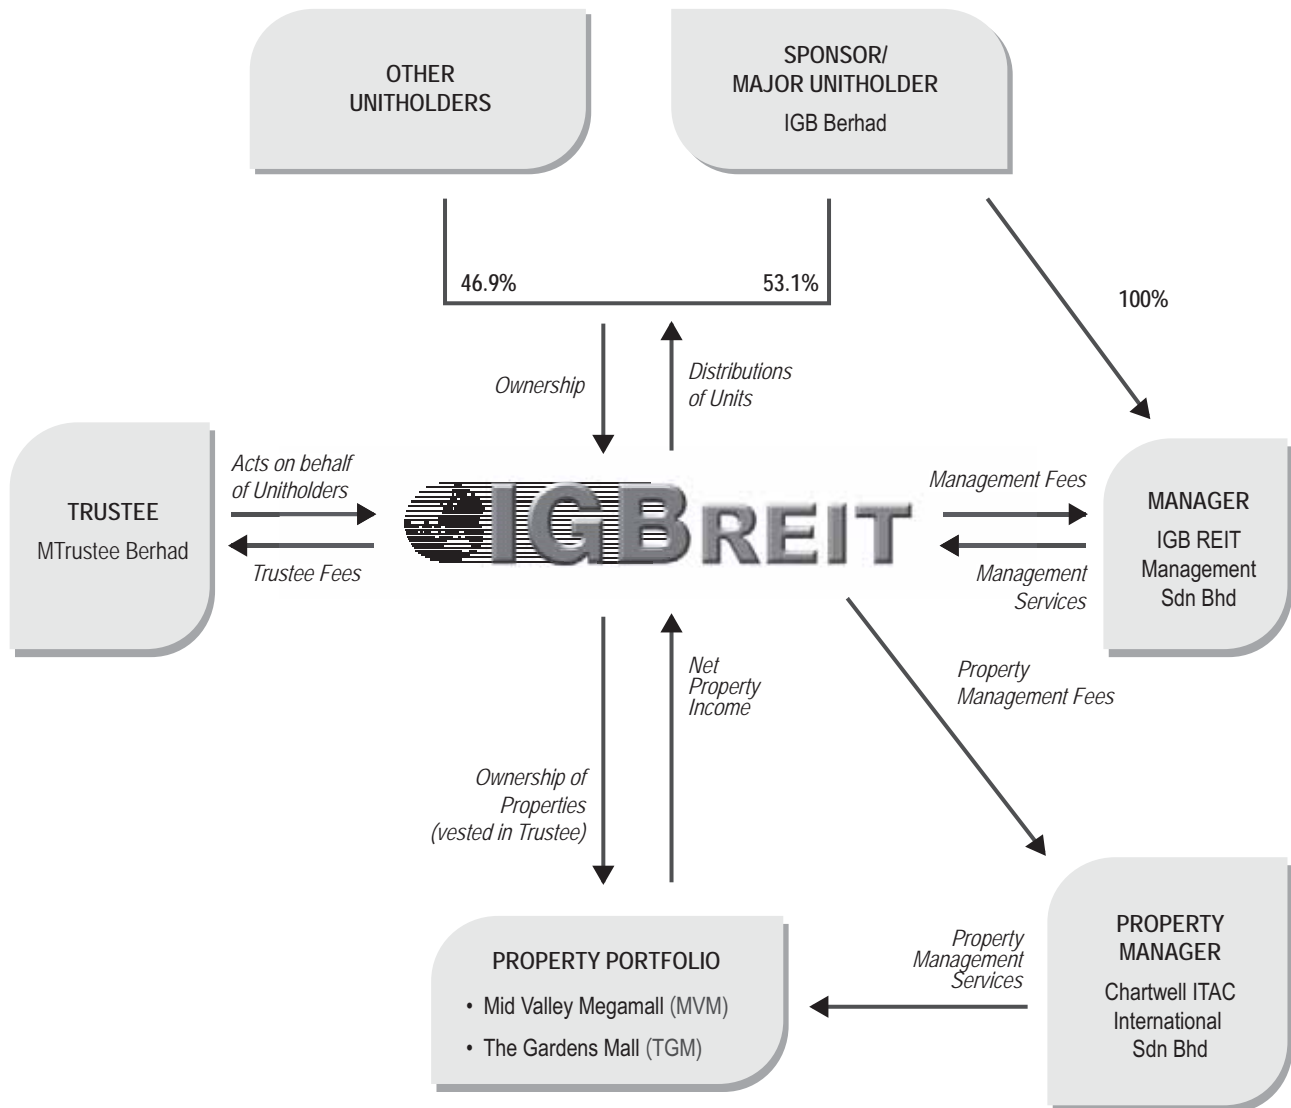 OTHER
UNITHOLDERS
SPONSOR/
MAJOR UNITHOLDER
IGB Berhad
46.9%
53.1%
100%
Ownership
Distributions
of Units
TRUSTEE
MTrustee Berhad
Acts on behalf
of Unitholders
Trustee Fees
IGBREIT
Management Fees
Management
Services
MANAGER
IGB REIT
Management
Sdn Bhd
Net
Property
Income
Property
Management Fees
Ownership of
Properties
(vested in Trustee)
PROPERTY PORTFOLIO
• Mid Valley Megamall (MVM)
• The Gardens Mall (TGM)
Property
Management
Services
PROPERTY
MANAGER
Chartwell ITAC
International
Sdn Bhd